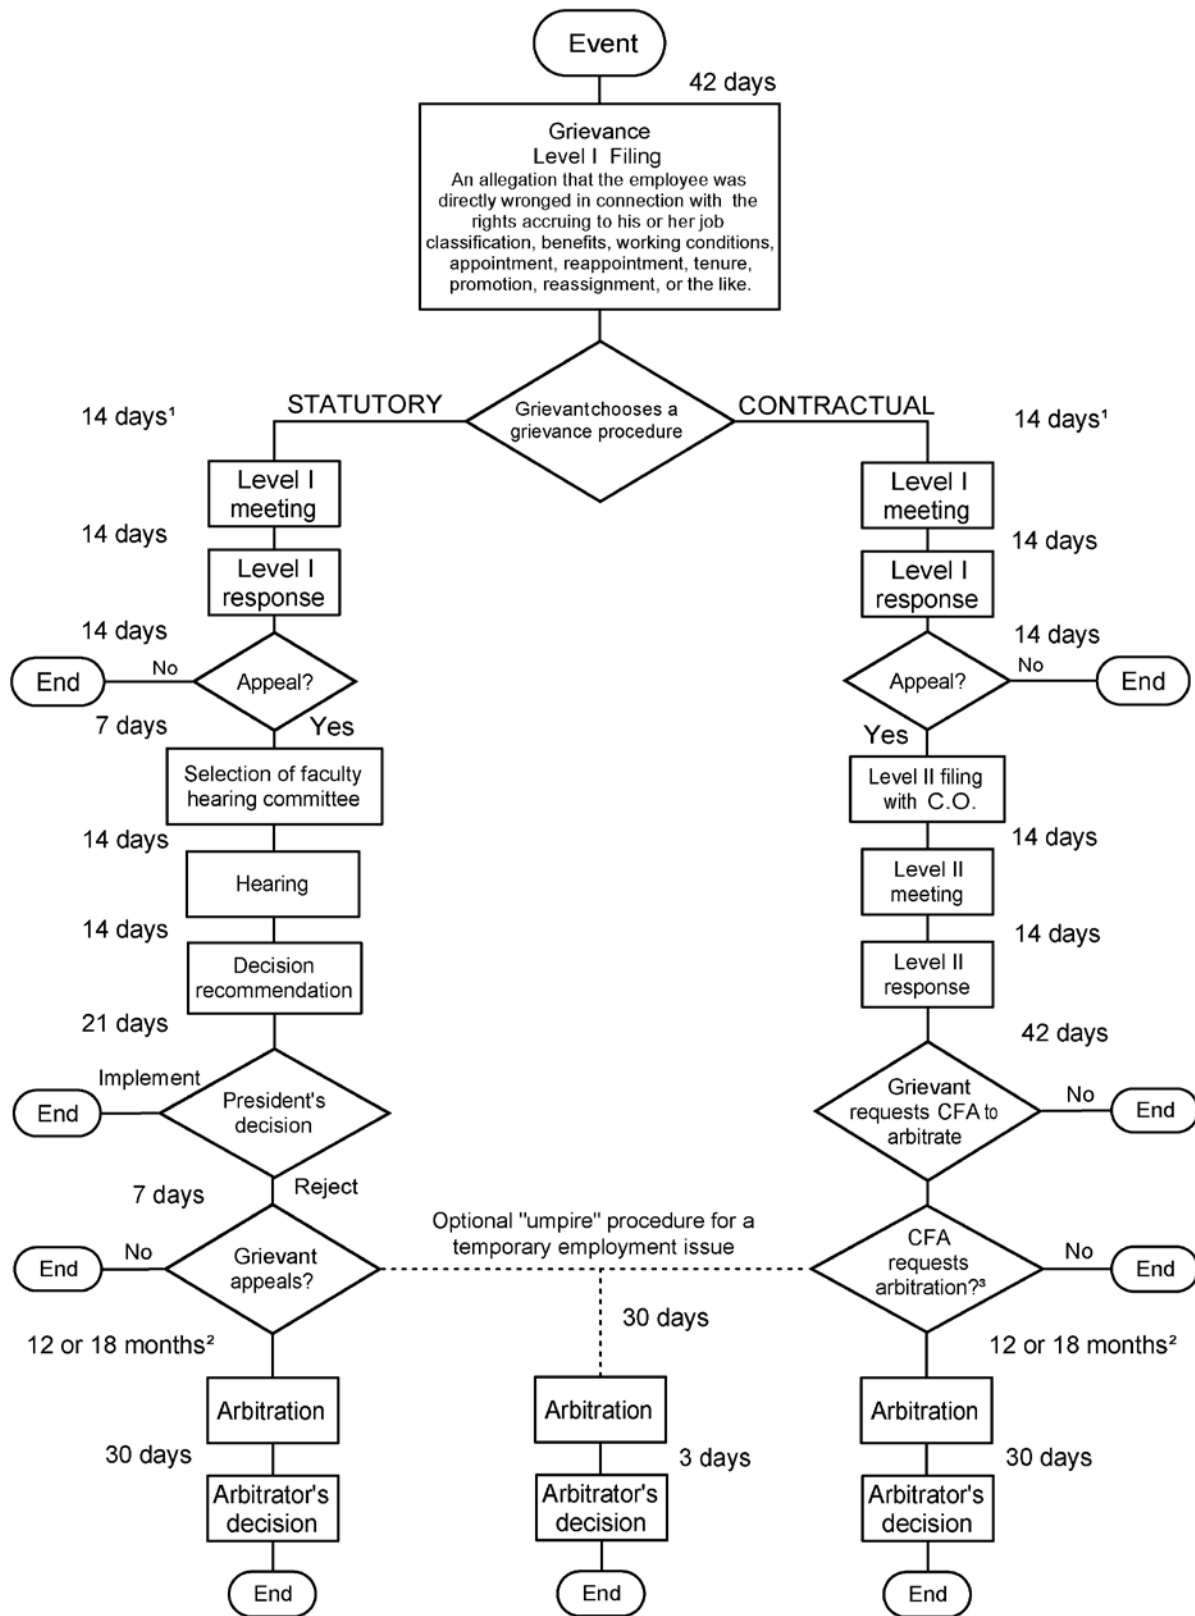 Event
42 days
Grievance
Level I Filing
An allegation that the employee was
directly wronged in connection with the
rights accruing to his or her job
classification, benefits, working conditions,
appointment, reappointment, tenure,
promotion, reassignment, or the like.
STATUTORY
Grievant chooses a
grievance procedure
CONTRACTUAL
14 days¹
14 days¹
Level I
meeting
Level I
meeting
14 days
14 days
Level I
response
Level I
response
14 days
14 days
End
No
Appeal?
Appeal?
No
End
7 days
Yes
Yes
Selection of faculty
hearing committee
Level II filing
with C.O.
14 days
14 days
Hearing
Level II
meeting
14 days
14 days
Decision
recommendation
Level II
response
21 days
42 days
Implement
End
President's
decision
Grievant
requests CFA to
arbitrate
No
End
7 days
Reject
Optional "umpire" procedure for a
temporary employment issue
End
No
Grievant
appeals?
CFA
requests
arbitration?³
No
End
30 days
12 or 18 months²
12 or 18 months²
Arbitration
Arbitration
Arbitration
30 days
3 days
30 days
Arbitrator's
decision
Arbitrator's
decision
Arbitrator's
decision
End
End
End